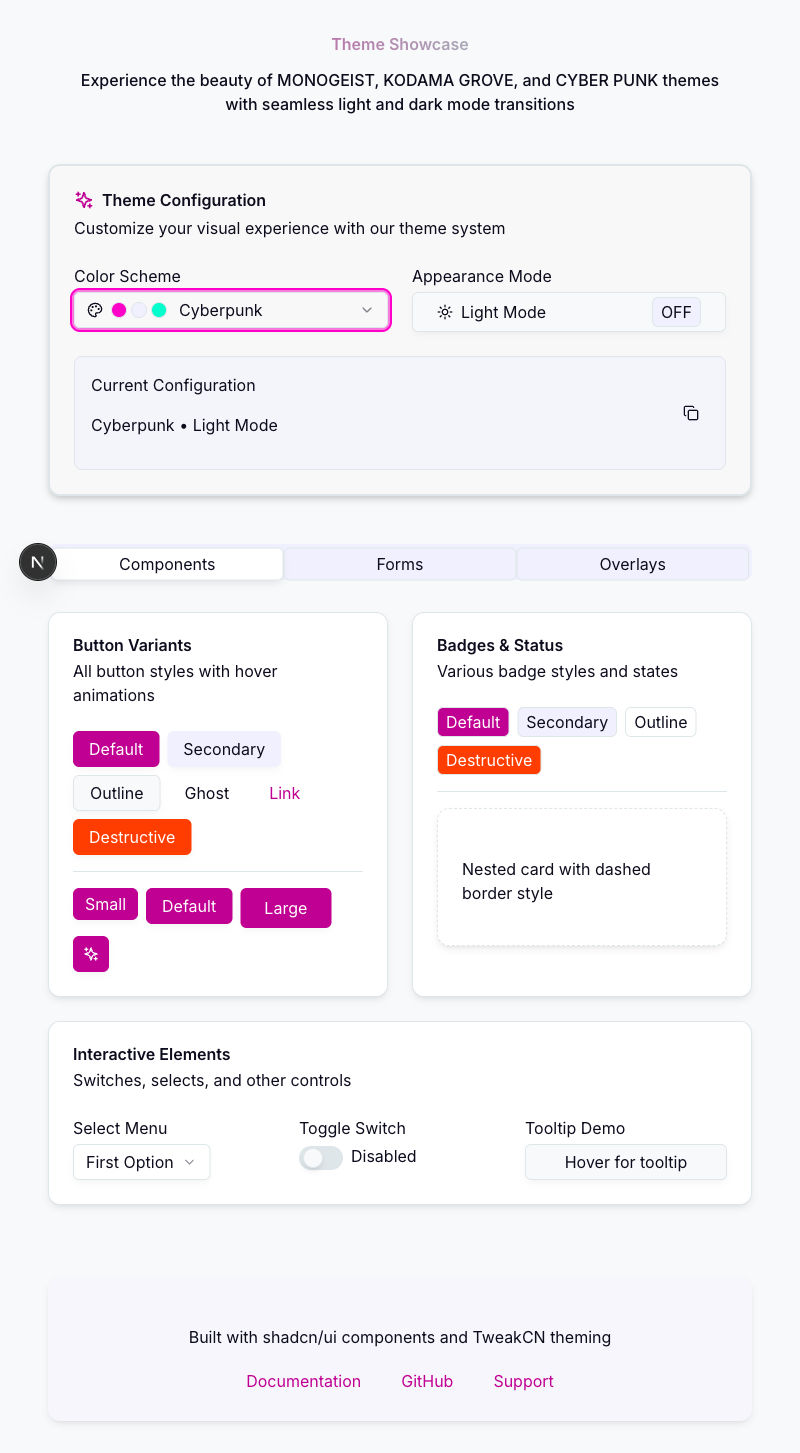 Theme Showcase
Experience the beauty of MONOGEIST, KODAMA GROVE, and CYBER PUNK themes
with seamless light and dark mode transitions
Theme Configuration
Customize your visual experience with our theme system
Color Scheme
Appearance Mode
Cyberpunk
Light Mode
OFF
Current Configuration
Cyberpunk • Light Mode
N
Components
Forms
Overlays
Button Variants
All button styles with hover
animations
Default
Secondary
Outline
Ghost
Link
Destructive
Small
Default
Large
Badges & Status
Various badge styles and states
Default
Secondary
Outline
Destructive
Nested card with dashed
border style
Interactive Elements
Switches, selects, and other controls
Select Menu
First Option
Toggle Switch
Disabled
Tooltip Demo
Hover for tooltip
Built with shadcn/ui components and TweakCN theming
Documentation
GitHub
Support